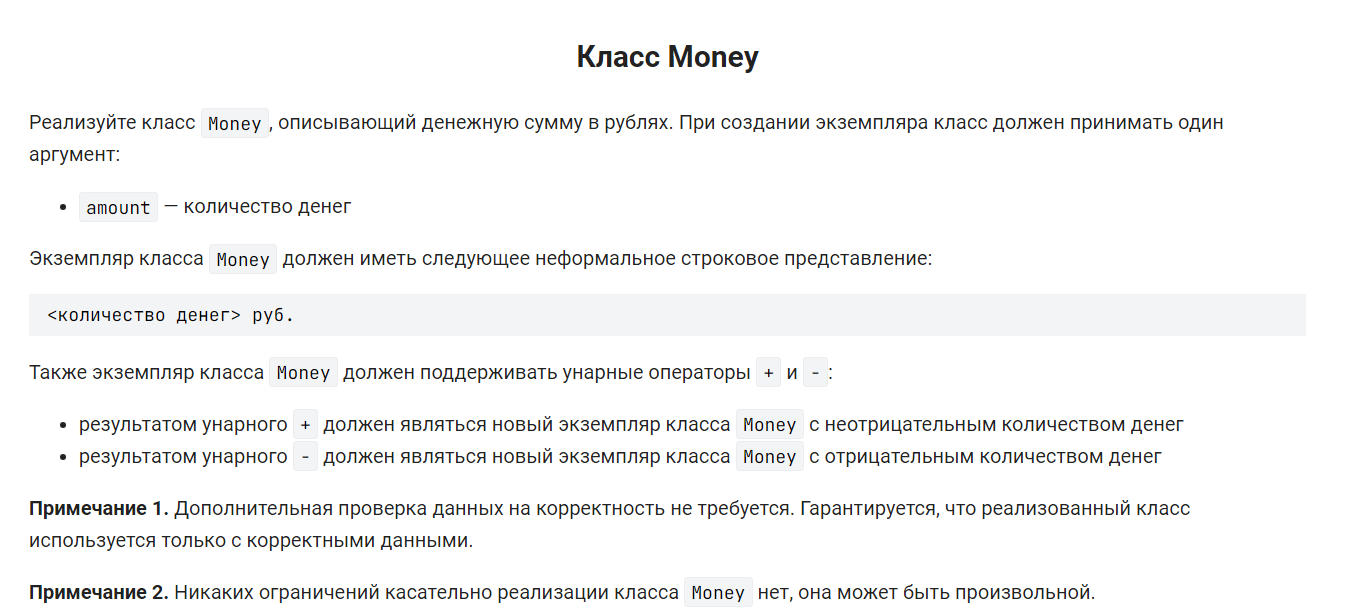 Класс Money
Реализуйте класс Money, описывающий денежную сумму в рублях. При создании экземпляра класс должен принимать один
аргумент:
• amount — количество денег
Экземпляр класса Money должен иметь следующее неформальное строковое представление:
<количество денег> руб.
Также экземпляр класса Money должен поддерживать унарные операторы + и -:
• результатом унарного + должен являться новый экземпляр класса Money с неотрицательным количеством денег
• результатом унарного - должен являться новый экземпляр класса Money с отрицательным количеством денег
Примечание 1. Дополнительная проверка данных на корректность не требуется. Гарантируется, что реализованный класс
используется только с корректными данными.
Примечание 2. Никаких ограничений касательно реализации класса Money нет, она может быть произвольной.